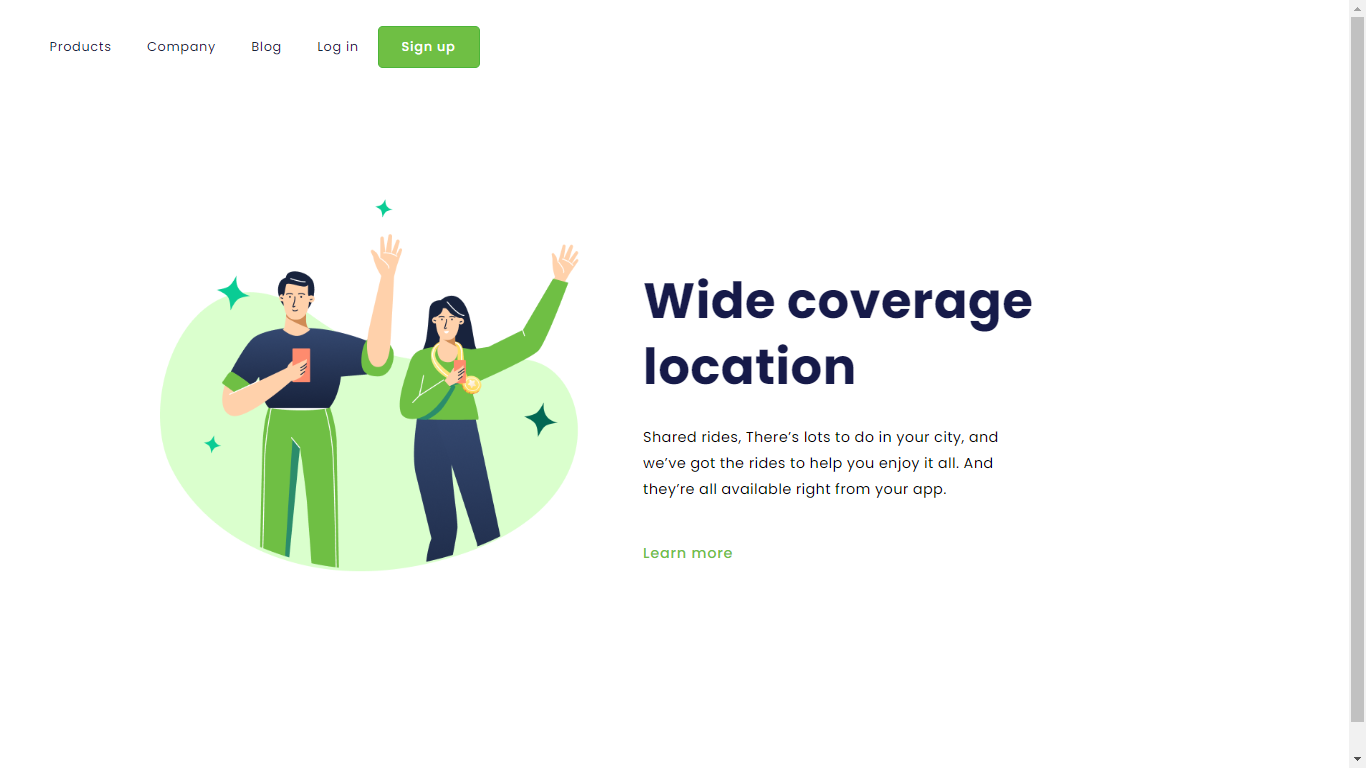 Products Company Blog Log in Sign up
Wide coverage
location
Shared rides, There’s lots to do in your city, and
we’ve got the rides to help you enjoy it all. And
they’re all available right from your app.
Learn more